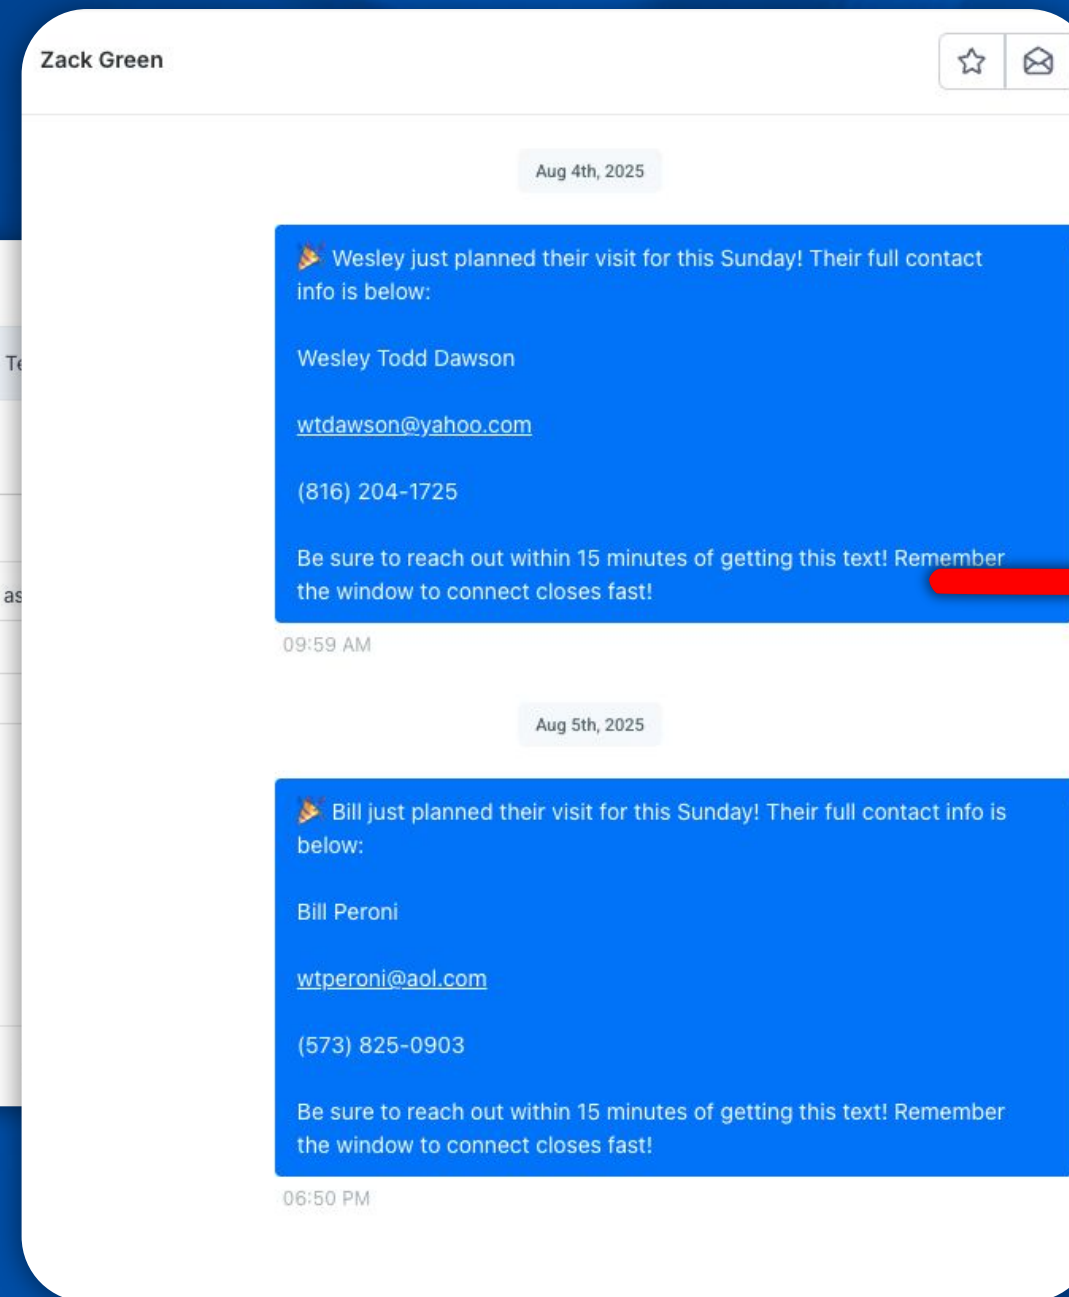 Zack Green
Aug 4th, 2025
🎉 Wesley just planned their visit for this Sunday! Their full contact
info is below:
Wesley Todd Dawson
wtdawson@yahoo.com
(816) 204-1725
Be sure to reach out within 15 minutes of getting this text! Remember
the window to connect closes fast!
09:59 AM
Aug 5th, 2025
🎉 Bill just planned their visit for this Sunday! Their full contact info is
below:
Bill Peroni
wtperoni@aol.com
(573) 825-0903
Be sure to reach out within 15 minutes of getting this text! Remember
the window to connect closes fast!
06:50 PM